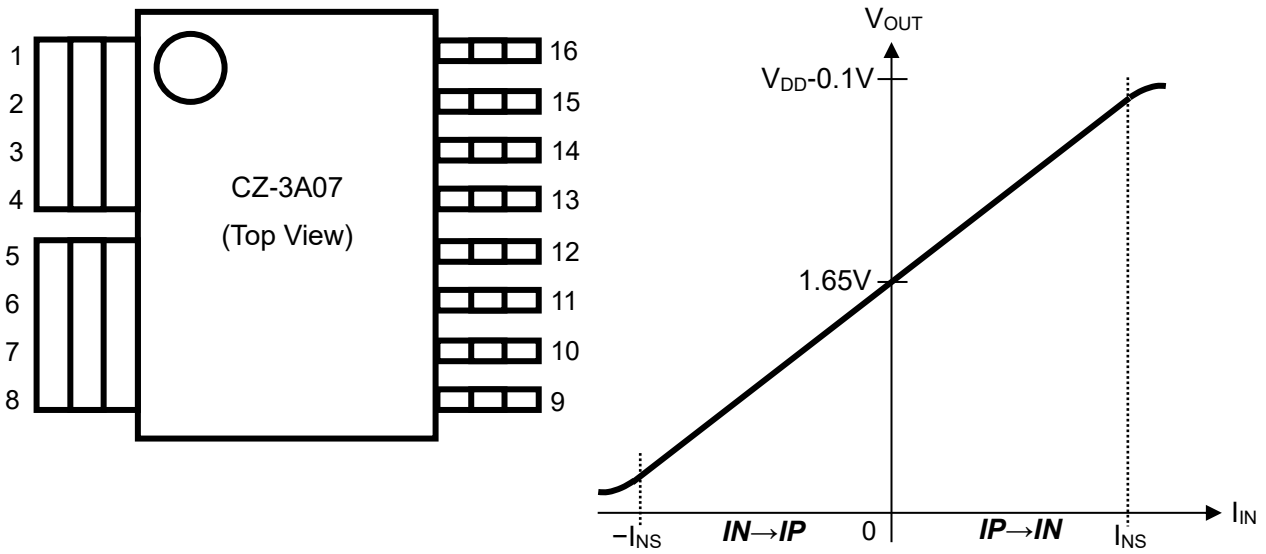 1
2
3
4
5
6
7
8
CZ-3A07
(Top View)
16
15
14
13
12
11
10
9
VOUT
VDD-0.1V
1.65V
IIN
−INS
IN→IP
0
IP→IN
INS